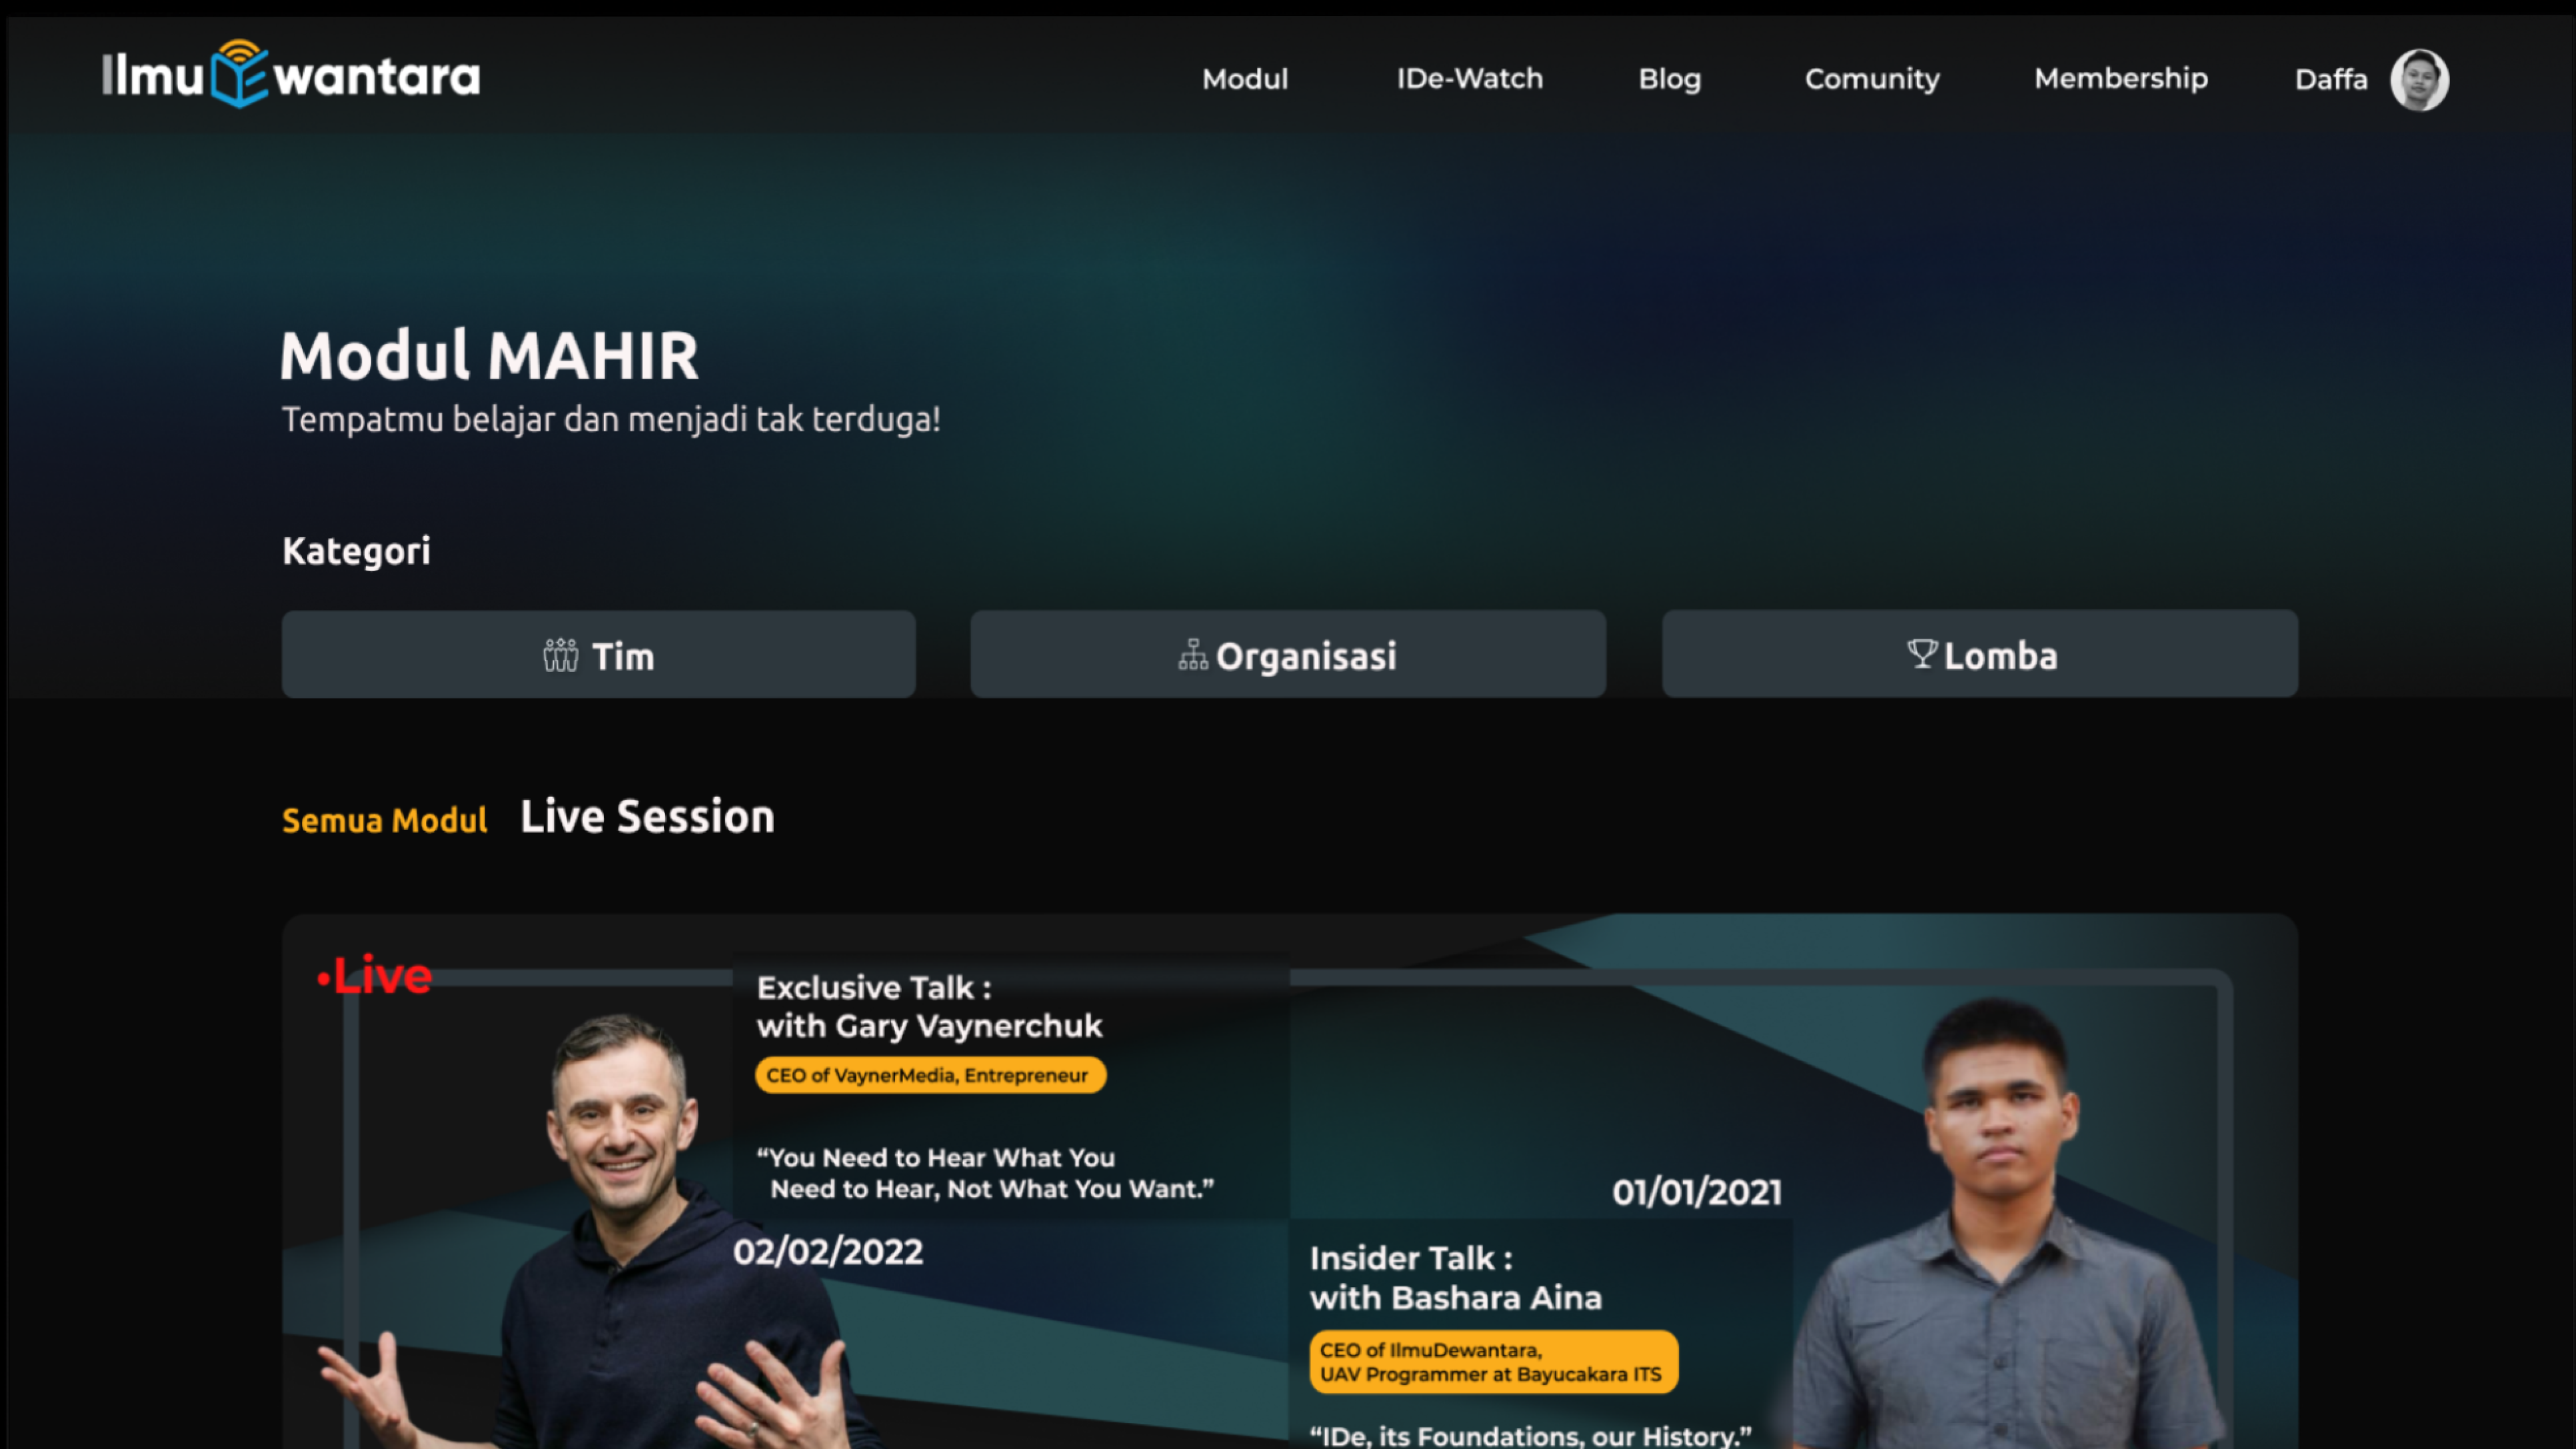 IlmuDEwantara
Modul IDe-Watch Blog Comunity Membership Daffa
Modul MAHIR
Tempatmu belajar dan menjadi tak terduga!
Kategori
Tim Organisasi Lomba
Semua Modul Live Session
•Live
Exclusive Talk :
with Gary Vaynerchuk
CEO of VaynerMedia, Entrepreneur
“You Need to Hear What You
Need to Hear, Not What You Want.”
02/02/2022
01/01/2021
Insider Talk :
with Bashara Aina
CEO of IlmuDewantara,
UAV Programmer at Bayucakara ITS
“IDe, its Foundations, our History.”